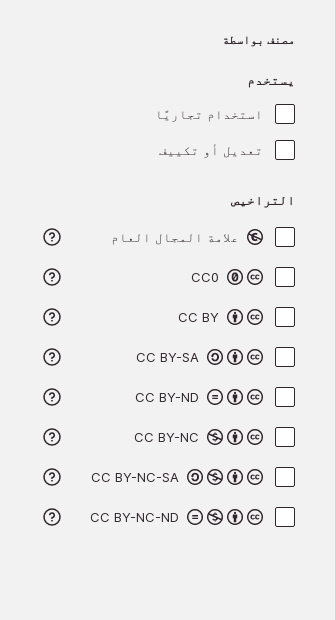 مصنف بواسطة
يستخدم
استخدام تجاريًا
تعديل أو تكييف
التراخيص
علامة المجال العام
CC0
CC BY
CC BY-SA
CC BY-ND
CC BY-NC
CC BY-NC-SA
CC BY-NC-ND